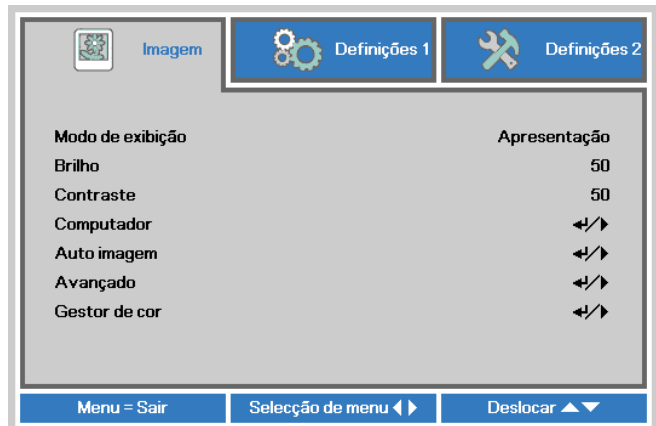 Imagem Definições 1 Definições 2
Modo de exibição Apresentação
Brilho 50
Contraste 50
Computador
Auto imagem
Avançado
Gestor de cor
Menu = Sair Selecção de menu Deslocar